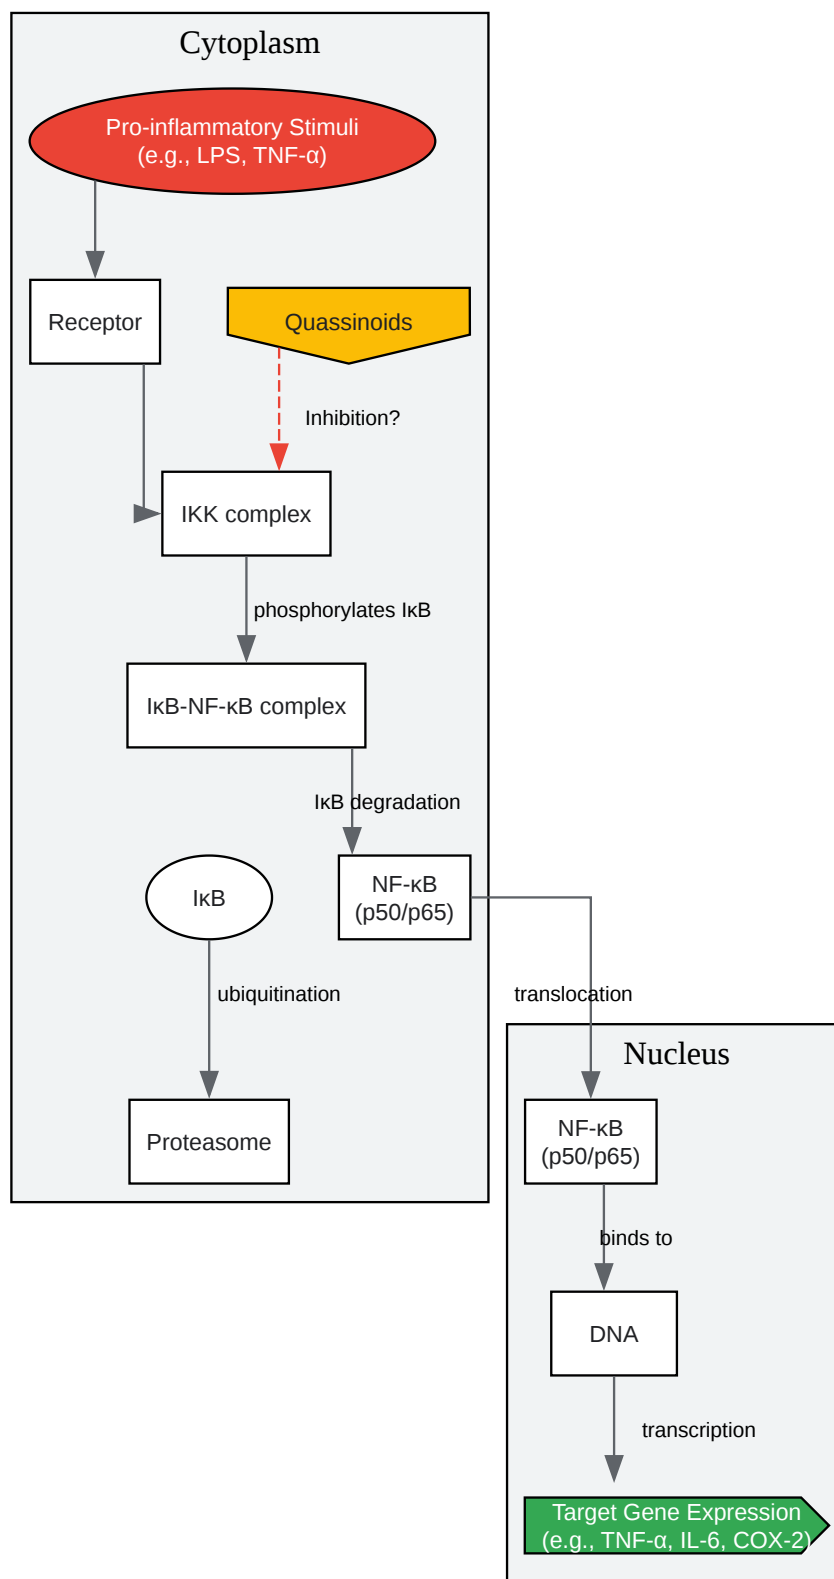 Cytoplasm
Pro-inflammatory Stimuli
(e.g., LPS, TNF-α)
Receptor
Quassinoids
Inhibition?
IKK complex
phosphorylates IκB
IκB-NF-κB complex
IκB degradation
IκB
NF-κB
(p50/p65)
ubiquitination
translocation
Proteasome
Nucleus
NF-κB
(p50/p65)
binds to
DNA
transcription
Target Gene Expression
(e.g., TNF-α, IL-6, COX-2)